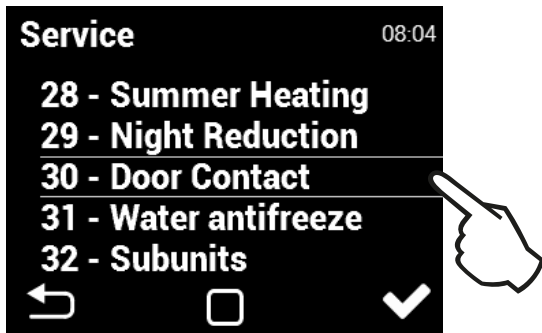 Service 08:04
28 - Summer Heating
29 - Night Reduction
30 - Door Contact
31 - Water antifreeze
32 - Subunits